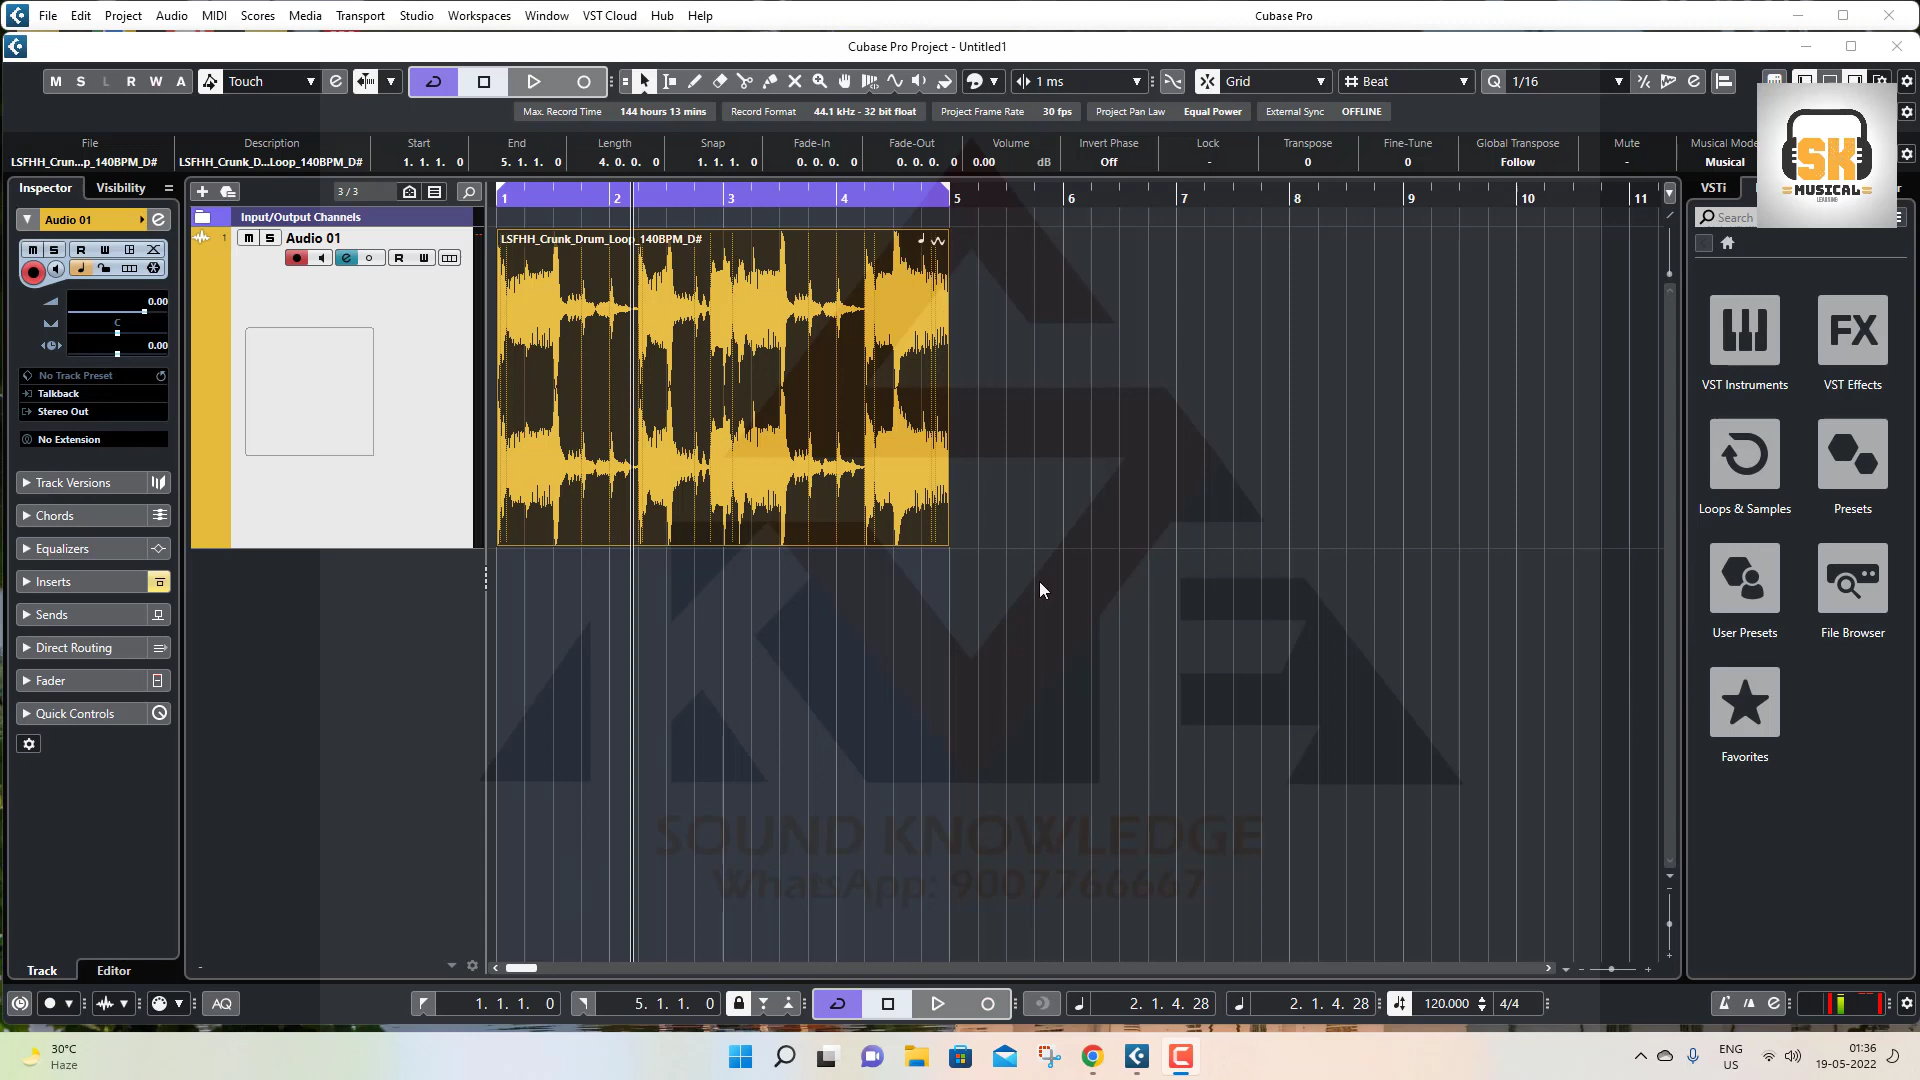 File Edit Project Audio MIDI Scores Media Transport Studio Workspaces Window VST Cloud Hub Help Cubase Pro
Cubase Pro Project - Untitled1
M S L R W A Touch 1 ms Grid Beat Q 1/16
Max. Record Time 144 hours 13 mins Record Format 44.1 kHz - 32 bit float Project Frame Rate 30 fps Project Pan Law Equal Power External Sync OFFLINE
File Description Start End Length Snap Fade-In Fade-Out Volume Invert Phase Lock Transpose Fine-Tune Global Transpose Mute Musical Mode
LSFHH_Crun...p_140BPM_D# LSFHH_Crunk_D...Loop_140BPM_D# 1. 1. 1. 0 5. 1. 1. 0 4. 0. 0. 0 1. 1. 1. 0 0. 0. 0. 0 0. 0. 0. 0 0.00 dB Off - 0 0 Follow - Musical
SK
MUSICAL
LEARNING
Inspector Visibility
3 / 3
1 2 3 4 5 6 7 8 9 10 11
VSTi
Audio 01
Input/Output Channels
Search
1 M S Audio 01
R W
LSFHH_Crunk_Drum_Loop_140BPM_D#
M S R W
0.00
C
0.00
No Track Preset
Talkback
Stereo Out
No Extension
Track Versions
Chords
Equalizers
Inserts
Sends
Direct Routing
Fader
Quick Controls
FX
VST Instruments VST Effects
Loops & Samples Presets
User Presets File Browser
Favorites
SOUND KNOWLEDGE
WhatsApp: 9007766667
Track Editor
AQ 1. 1. 1. 0 5. 1. 1. 0 2. 1. 4. 28 2. 1. 4. 28 120.000 4/4
30°C
Haze
ENG
US
01:36
19-05-2022